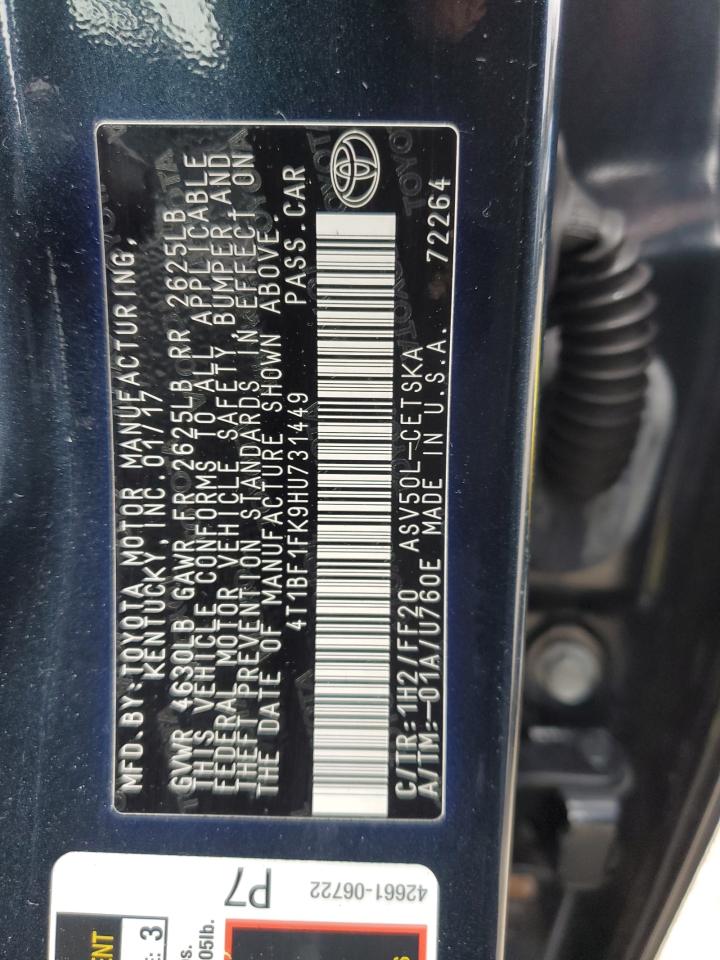 MFD.BY:TOYOTA MOTOR MANUFACTURING,
KENTUCKY, INC. 01/17
GVWR 4630LB GAWR FR 2625LB RR 2625LB
THIS VEHICLE CONFORMS TO ALL APPLICABLE
FEDERAL MOTOR VEHICLE SAFETY, BUMPER, AND
THEFT PREVENTION STANDARDS IN EFFECT ON
THE DATE OF MANUFACTURE SHOWN ABOVE.
4T1BF1FK9HU731449 PASS.CAR
C/TR:1H2/FF20 ASV50L-CETSKA
A/TM:-01A/U760E MADE IN U.S.A. 72264
P7
42661-06722
3
05lb.